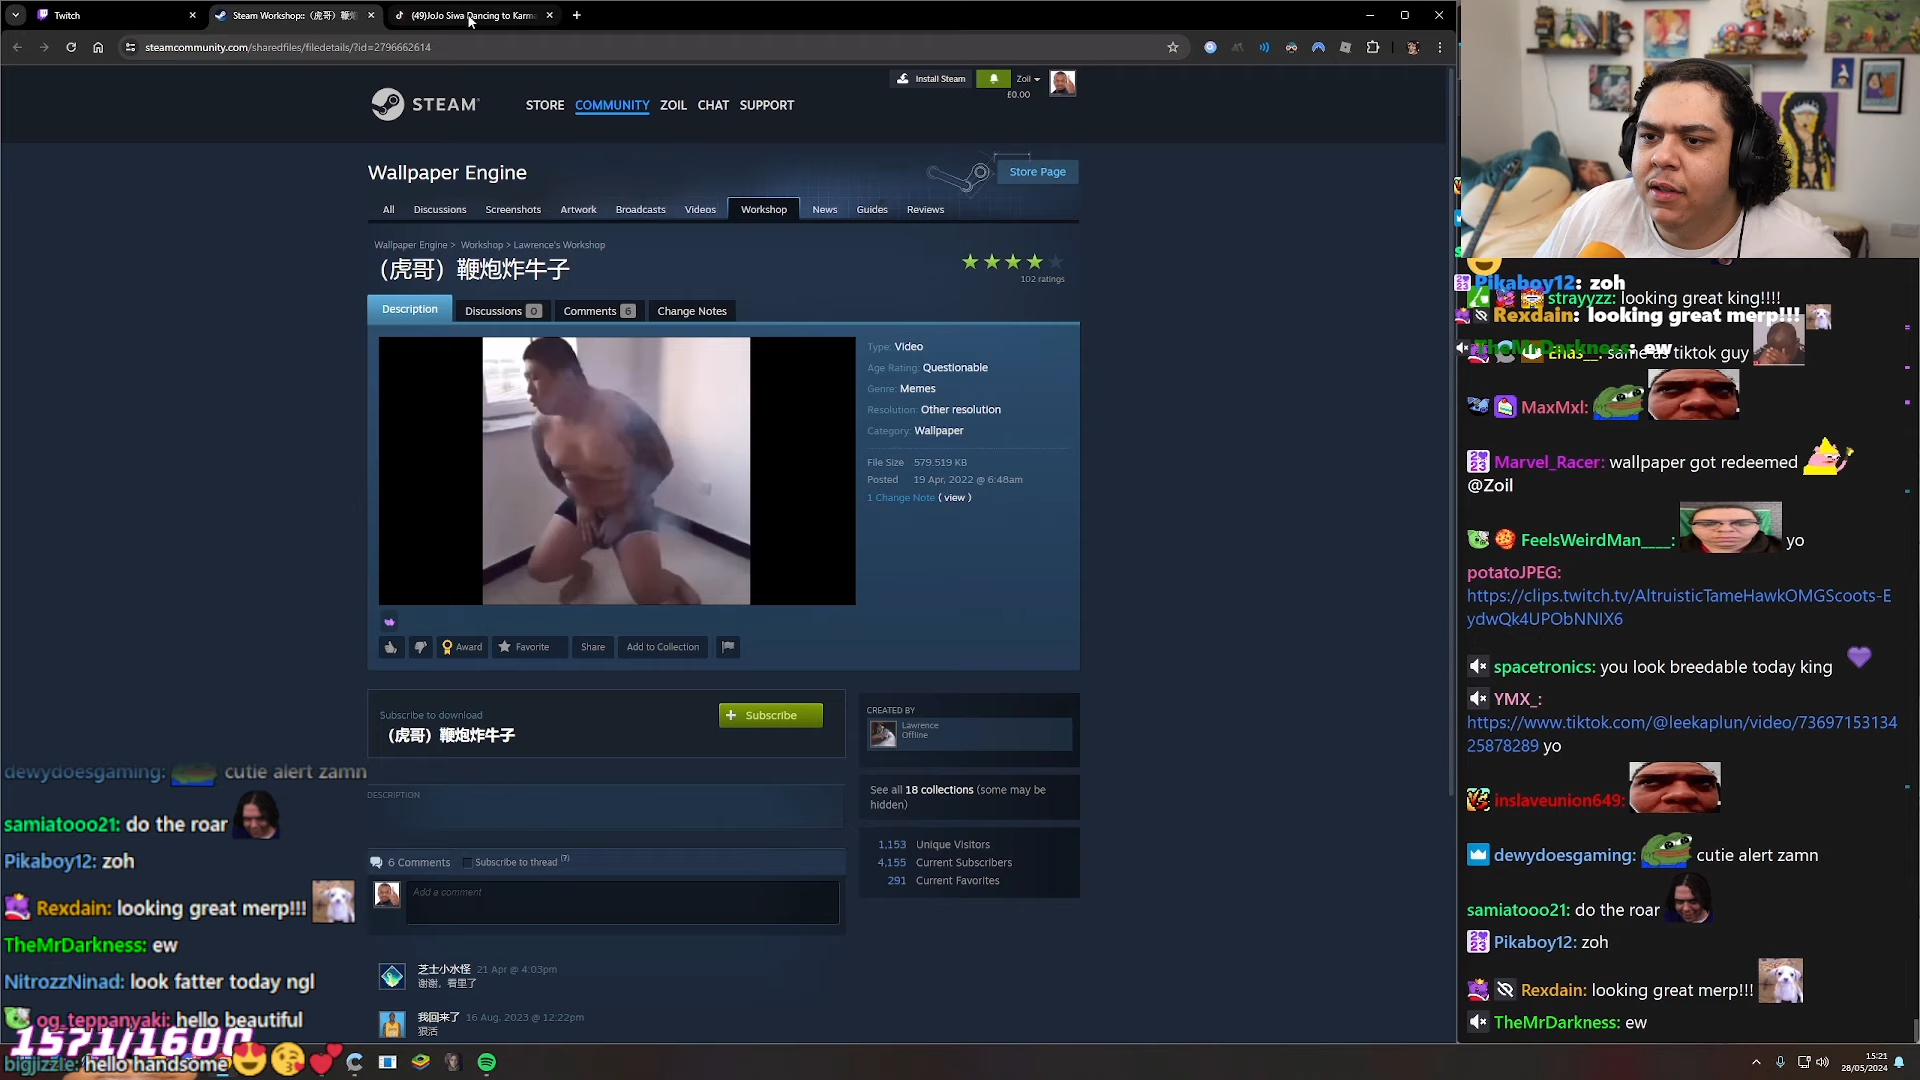 Twitch
Steam Workshop::（虎哥）鞭
(49)JoJo Siwa Dancing to Karma
steamcommunity.com/sharedfiles/filedetails/?id=2796662614
Install Steam
Zoil
£0.00
STEAM
STORE COMMUNITY ZOIL CHAT SUPPORT
Wallpaper Engine
Store Page
All Discussions Screenshots Artwork Broadcasts Videos Workshop News Guides Reviews
Wallpaper Engine > Workshop > Lawrence's Workshop
（虎哥）鞭炮炸牛子
102 ratings
Description Discussions 0 Comments 6 Change Notes
Type: Video
Age Rating: Questionable
Genre: Memes
Resolution: Other resolution
Category: Wallpaper
File Size 579.519 KB
Posted 19 Apr, 2022 @ 6:48am
1 Change Note ( view )
Award Favorite Share Add to Collection
Subscribe to download
（虎哥）鞭炮炸牛子
Subscribe
CREATED BY
Lawrence
Offline
See all 18 collections (some may be
hidden)
1,153 Unique Visitors
4,155 Current Subscribers
291 Current Favorites
DESCRIPTION
6 Comments Subscribe to thread (?)
Add a comment
芝士小水怪 21 Apr @ 4:03pm
谢谢，看里了
我回来了 16 Aug, 2023 @ 12:22pm
狠活
dewydoesgaming: cutie alert zamn
samiatooo21: do the roar
Pikaboy12: zoh
Rexdain: looking great merp!!!
TheMrDarkness: ew
NitrozzNinad: look fatter today ngl
og_teppanyaki: hello beautiful
1571/1600
bigjizzle: hello handsome
Pikaboy12: zoh
strayyzz: looking great king!!!!
Rexdain: looking great merp!!!
TheMrDarkness: ew
same as tiktok guy
MaxMxl:
Marvel_Racer: wallpaper got redeemed
@Zoil
FeelsWeirdMan____: yo
potatoJPEG:
https://clips.twitch.tv/AltruisticTameHawkOMGScoots-E
ydwQk4UPObNNIX6
spacetronics: you look breedable today king
YMX_:
https://www.tiktok.com/@leekaplun/video/73697153134
25878289 yo
inslaveunion649:
dewydoesgaming: cutie alert zamn
samiatooo21: do the roar
Pikaboy12: zoh
Rexdain: looking great merp!!!
TheMrDarkness: ew
15:21
28/05/2024